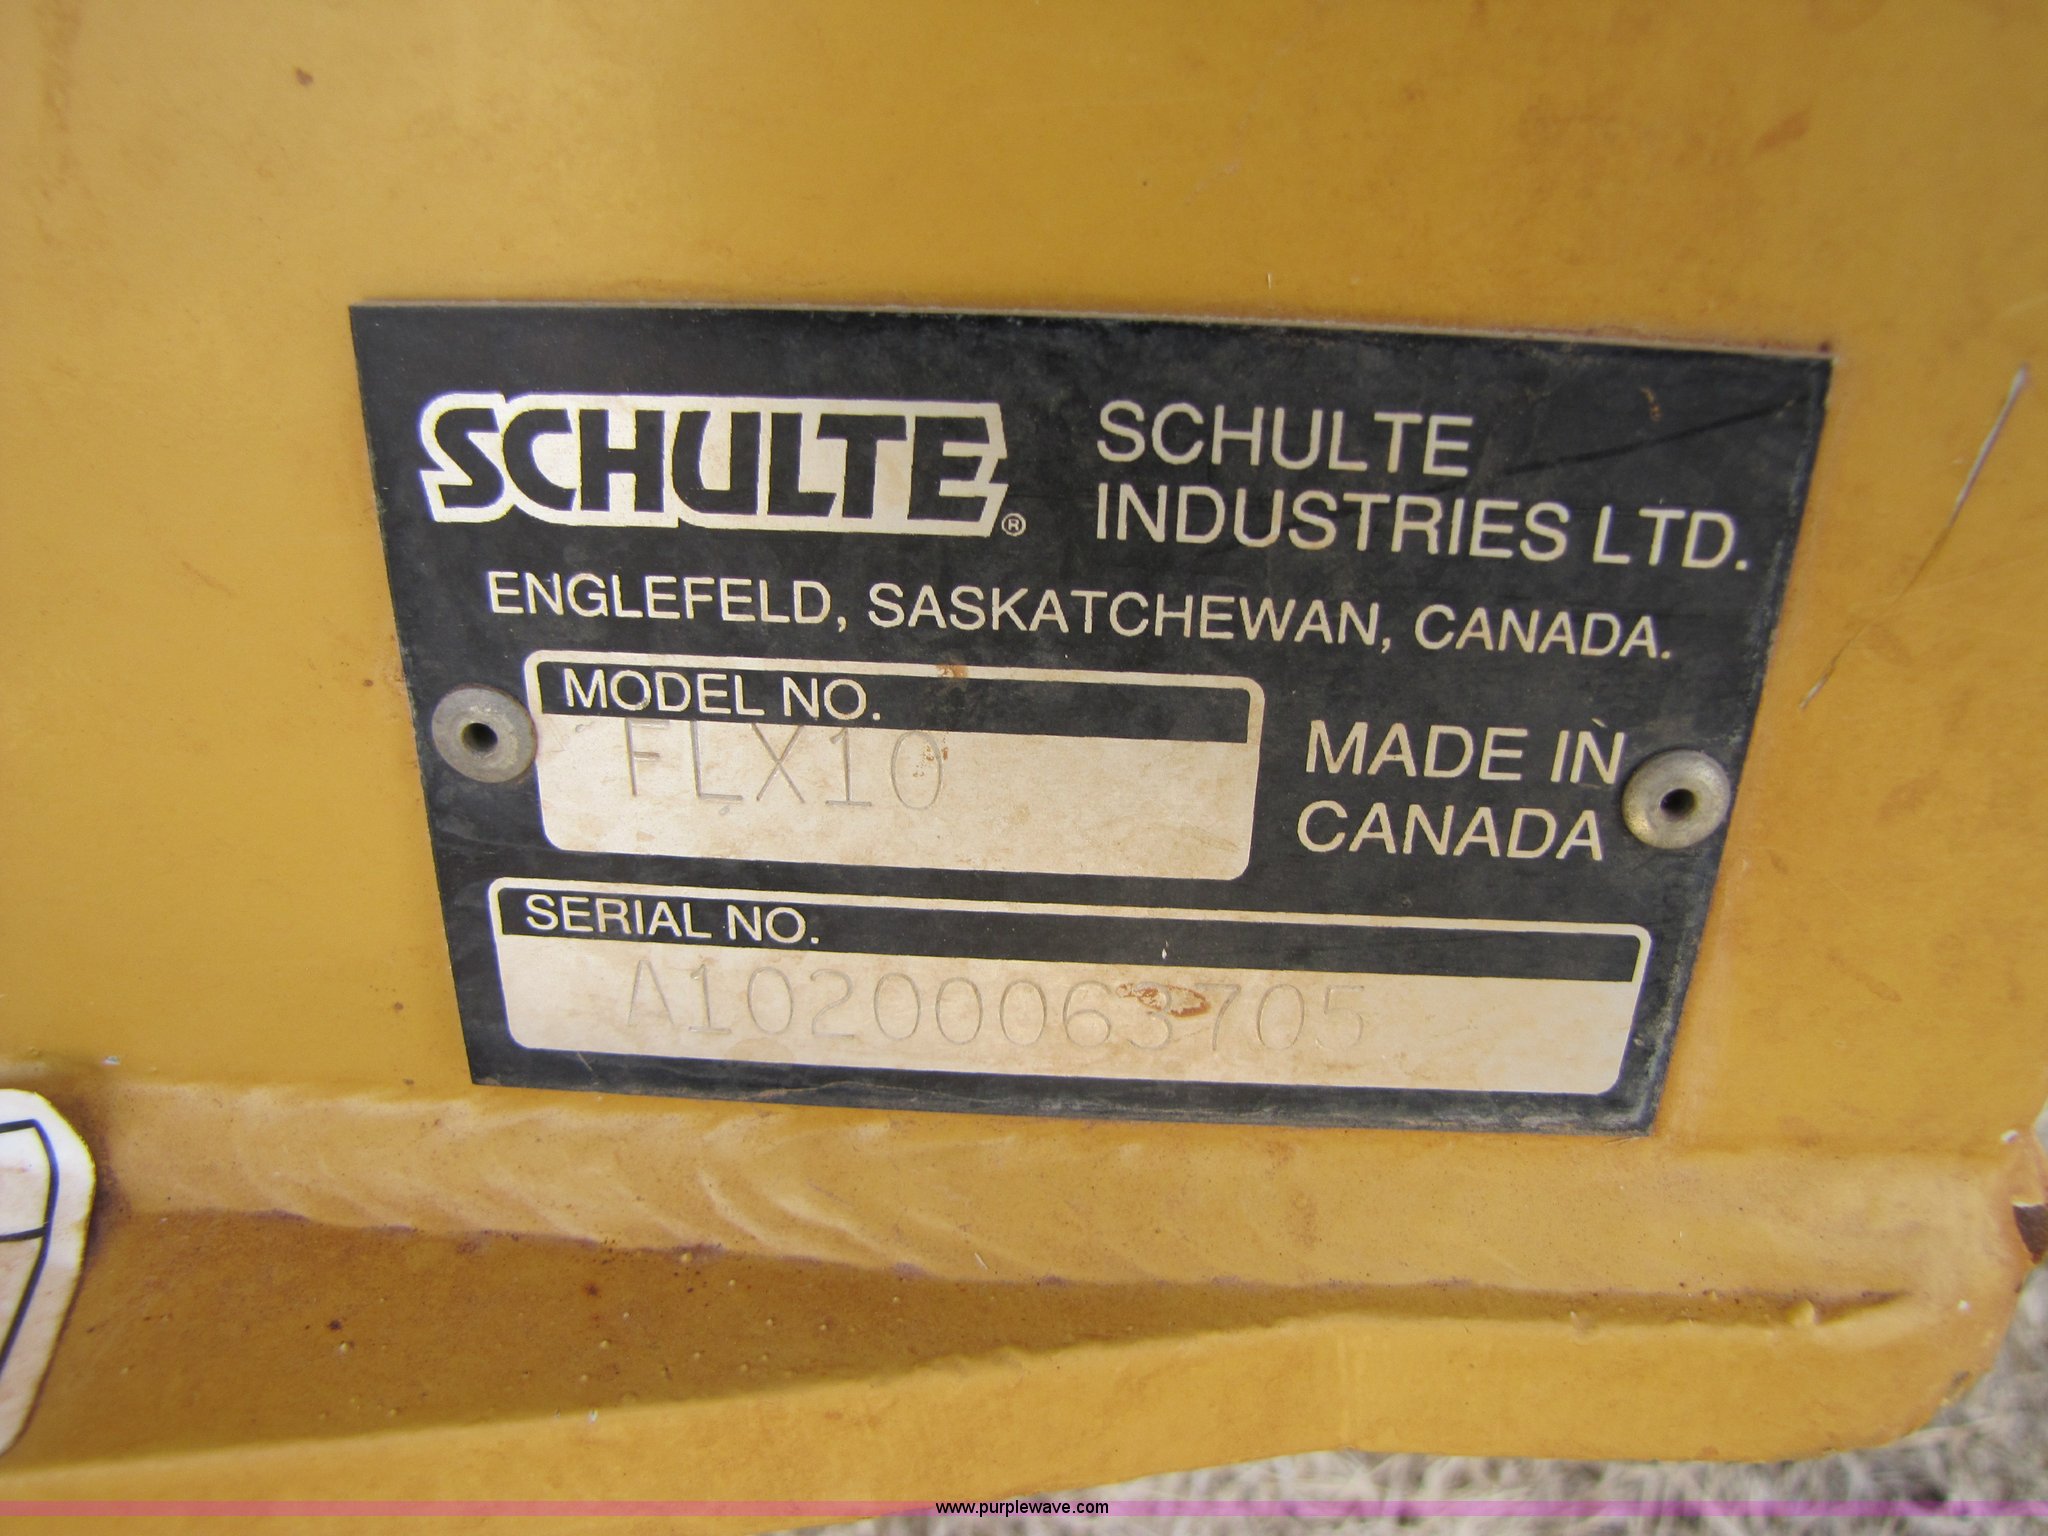 SCHULTE®
SCHULTE
INDUSTRIES LTD.
ENGLEFELD, SASKATCHEWAN, CANADA.
MODEL NO.
FLX10
MADE IN
CANADA
SERIAL NO.
A10200063705
www.purplewave.com